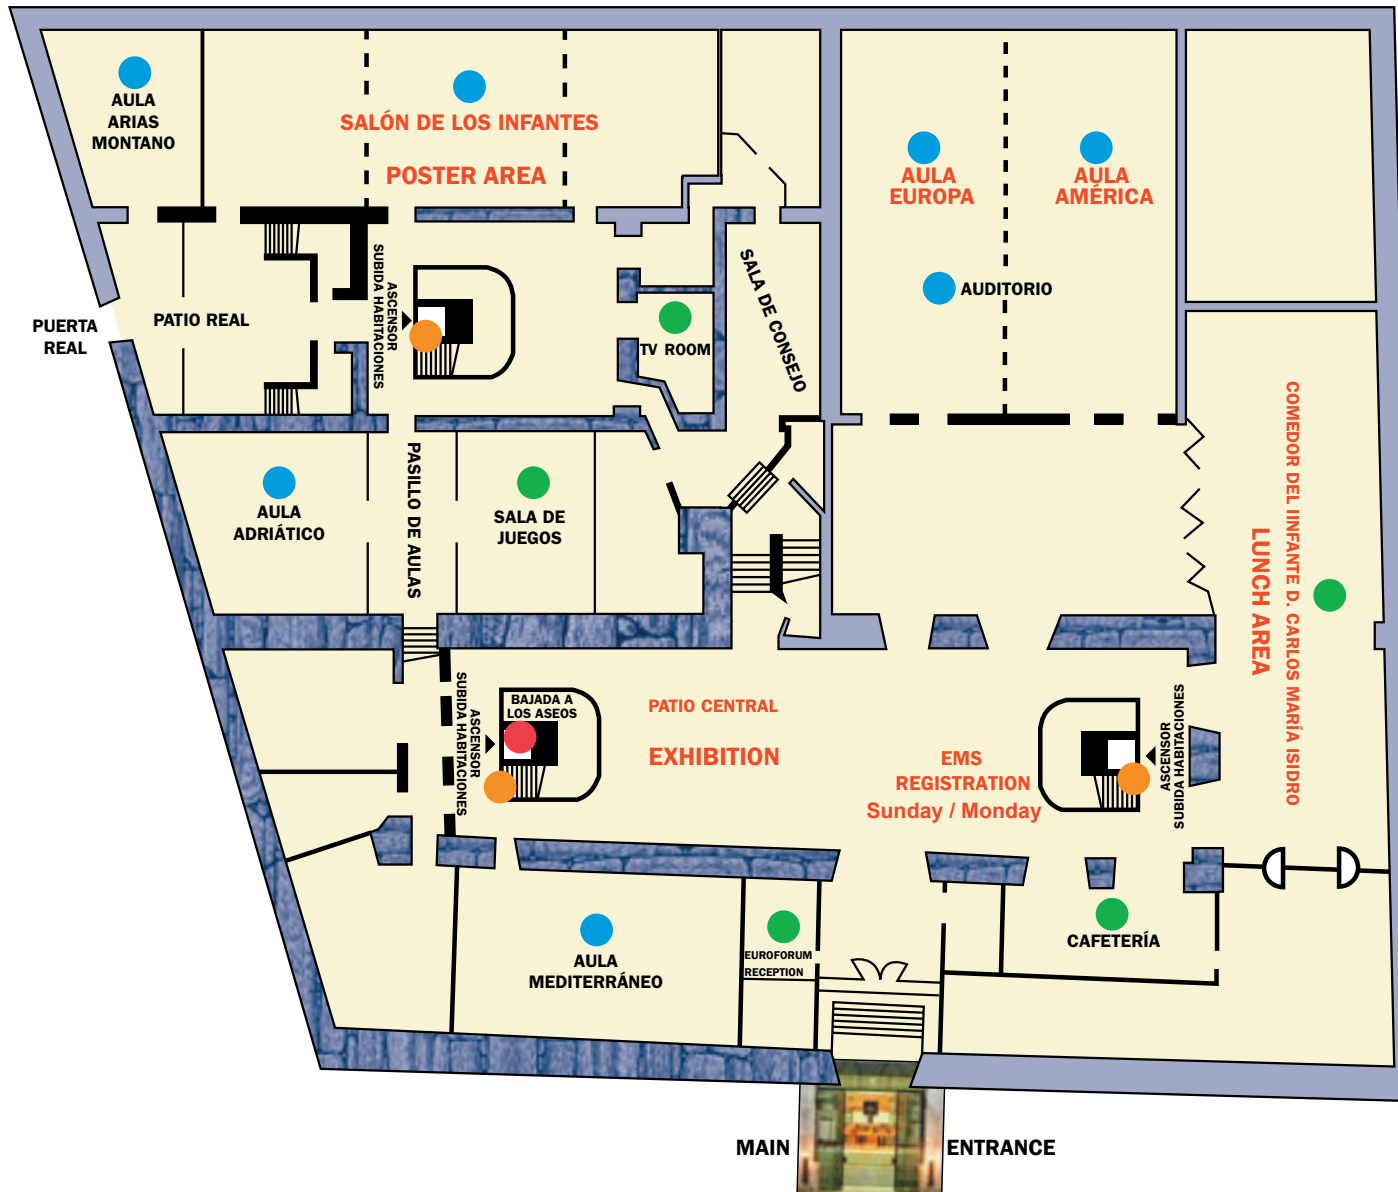 AULA
ARIAS
MONTANO
SALÓN DE LOS INFANTES
POSTER AREA
AULA
EUROPA
AULA
AMÉRICA
AUDITORIO
PUERTA
REAL
PATIO REAL
ASCENSOR
SUBIDA HABITACIONES
TV ROOM
SALA DE CONSEJO
COMEDOR DEL IINFANTE D. CARLOS MARÍA ISIDRO
LUNCH AREA
AULA
ADRIÁTICO
PASILLO DE AULAS
SALA DE
JUEGOS
ASCENSOR
SUBIDA HABITACIONES
BAJADA A
LOS ASEOS
PATIO CENTRAL
EXHIBITION
EMS
REGISTRATION
Sunday / Monday
ASCENSOR
SUBIDA HABITACIONES
AULA
MEDITERRÁNEO
EUROFORUM
RECEPTION
CAFETERÍA
MAIN ENTRANCE